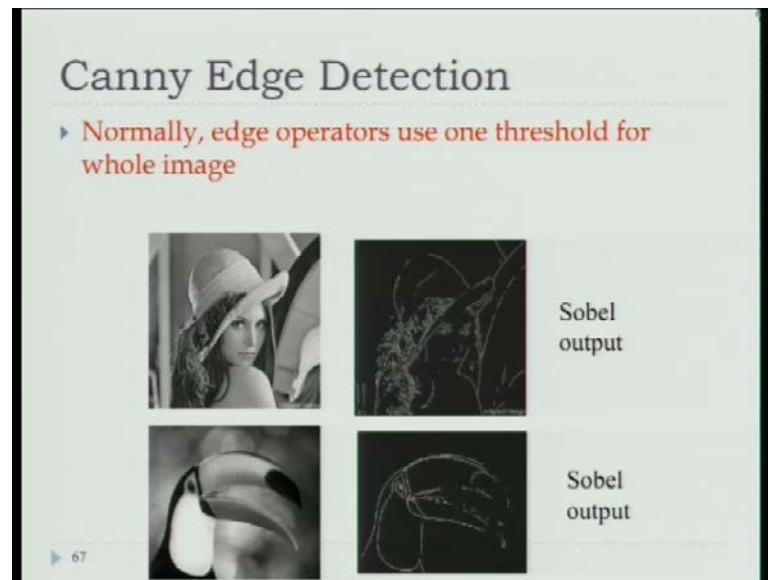 Canny Edge Detection
Normally, edge operators use one threshold for
whole image
Sobel
output
Sobel
output
67